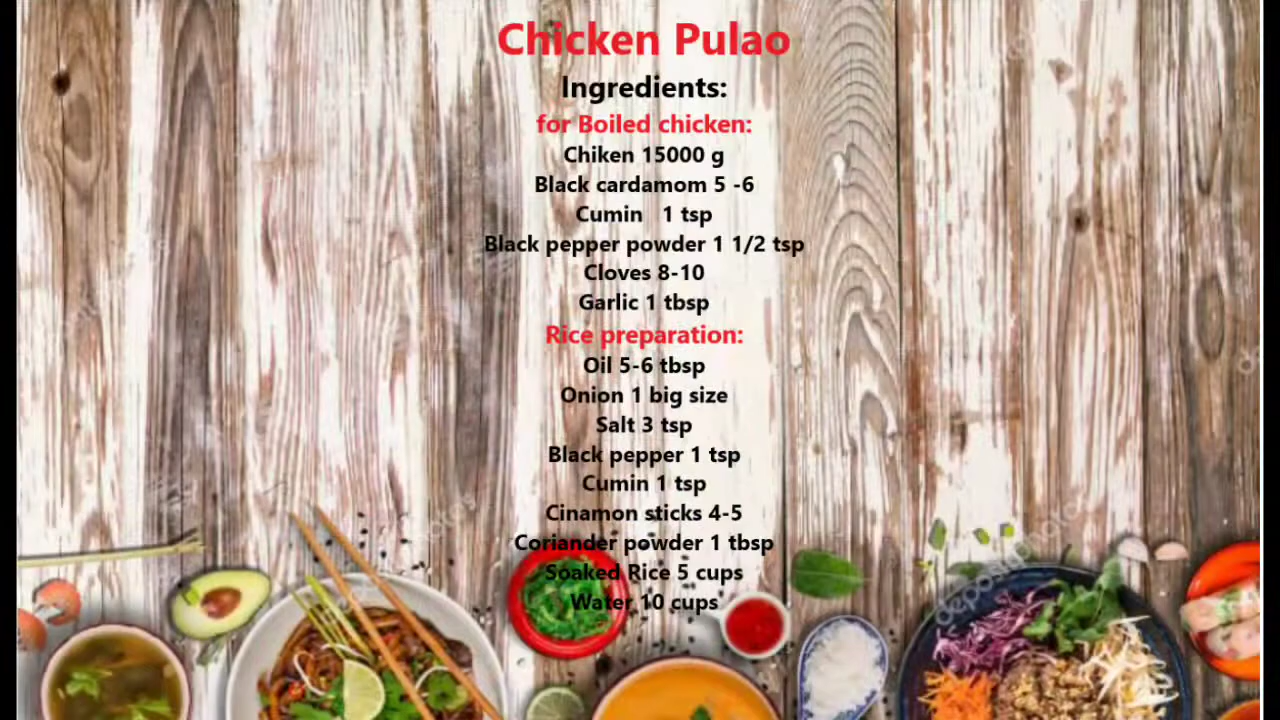 Chicken Pulao
Ingredients:
for Boiled chicken:
Chiken 15000 g
Black cardamom 5 -6
Cumin 1 tsp
Black pepper powder 1 1/2 tsp
Cloves 8-10
Garlic 1 tbsp
Rice preparation:
Oil 5-6 tbsp
Onion 1 big size
Salt 3 tsp
Black pepper 1 tsp
Cumin 1 tsp
Cinamon sticks 4-5
Coriander powder 1 tbsp
Soaked Rice 5 cups
Water 10 cups